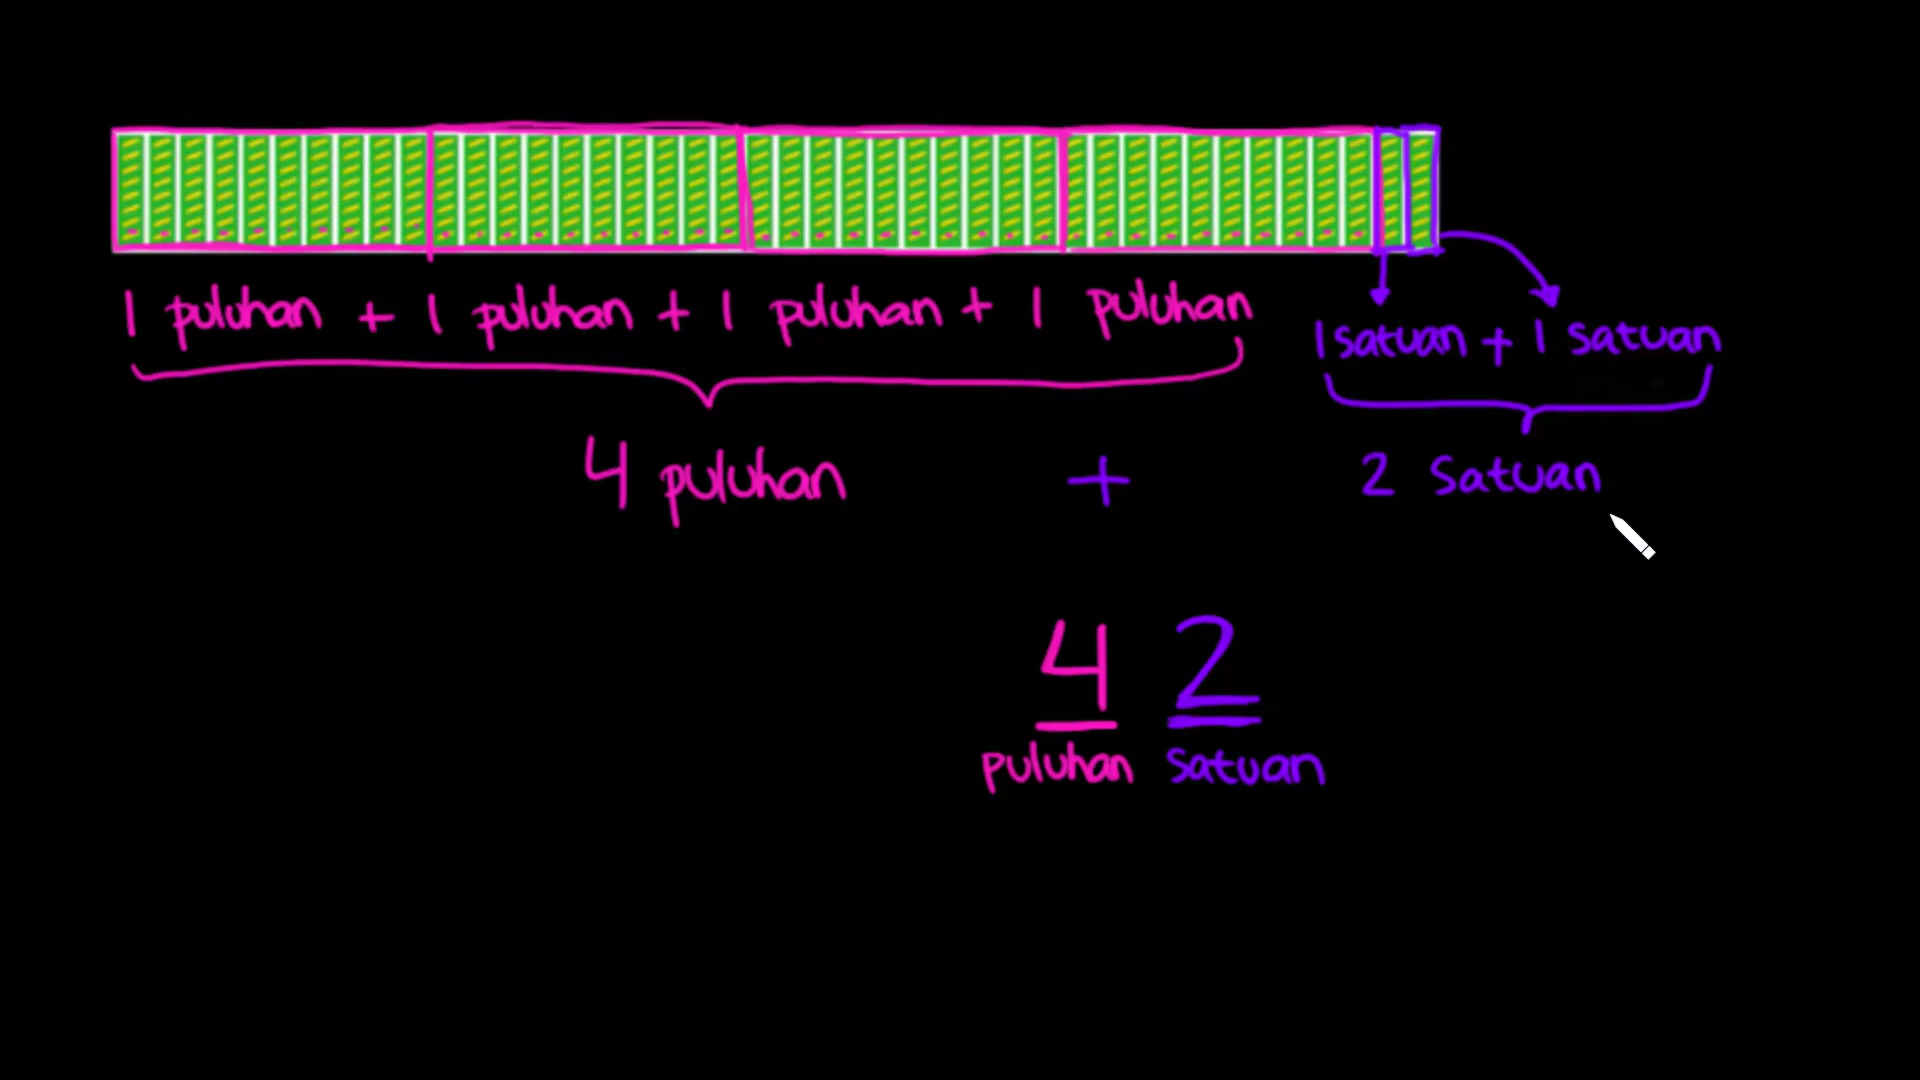 1 puluhan + 1 puluhan + 1 puluhan + 1 puluhan
1 satuan + 1 satuan
4 puluhan + 2 satuan
4 2
puluhan satuan